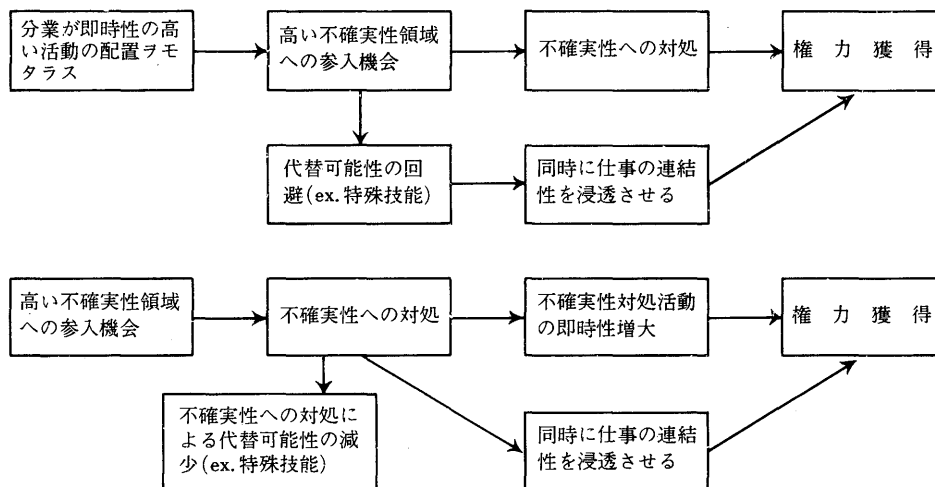 分業が即時性の高
い活動の配置ヲモ
タラス
高い不確実性領域
への参入機会
不確実性への対処
権力獲得
代替可能性の回
避(ex.特殊技能)
同時に仕事の連結
性を浸透させる
高い不確実性領域
への参入機会
不確実性への対処
不確実性対処活動
の即時性増大
権力獲得
不確実性への対処に
よる代替可能性の減
少(ex.特殊技能)
同時に仕事の連結
性を浸透させる